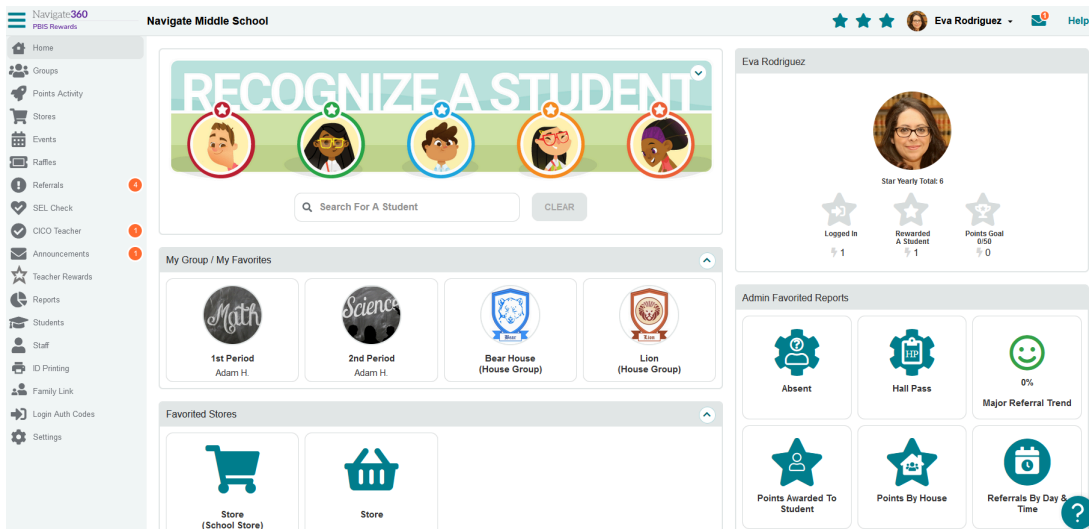 Navigate360
PBIS Rewards
Navigate Middle School
Eva Rodriguez
9
Help
Home
Groups
Points Activity
Stores
Events
Raffles
Referrals 4
SEL Check
CICO Teacher 1
Announcements 1
Teacher Rewards
Reports
Students
Staff
ID Printing
Family Link
Login Auth Codes
Settings
RECOGNIZE A STUDENT
Search For A Student
CLEAR
My Group / My Favorites
Math
1st Period
Adam H.
Science
2nd Period
Adam H.
Bear
Bear House
(House Group)
Lion
Lion
(House Group)
Favorited Stores
Store
(School Store)
Store
Eva Rodriguez
Star Yearly Total: 6
Logged In
1
Rewarded
A Student
1
Points Goal
0/50
0
Admin Favorited Reports
?
Absent
HP
Hall Pass
0%
Major Referral Trend
Points Awarded To
Student
Points By House
Referrals By Day &
Time
?